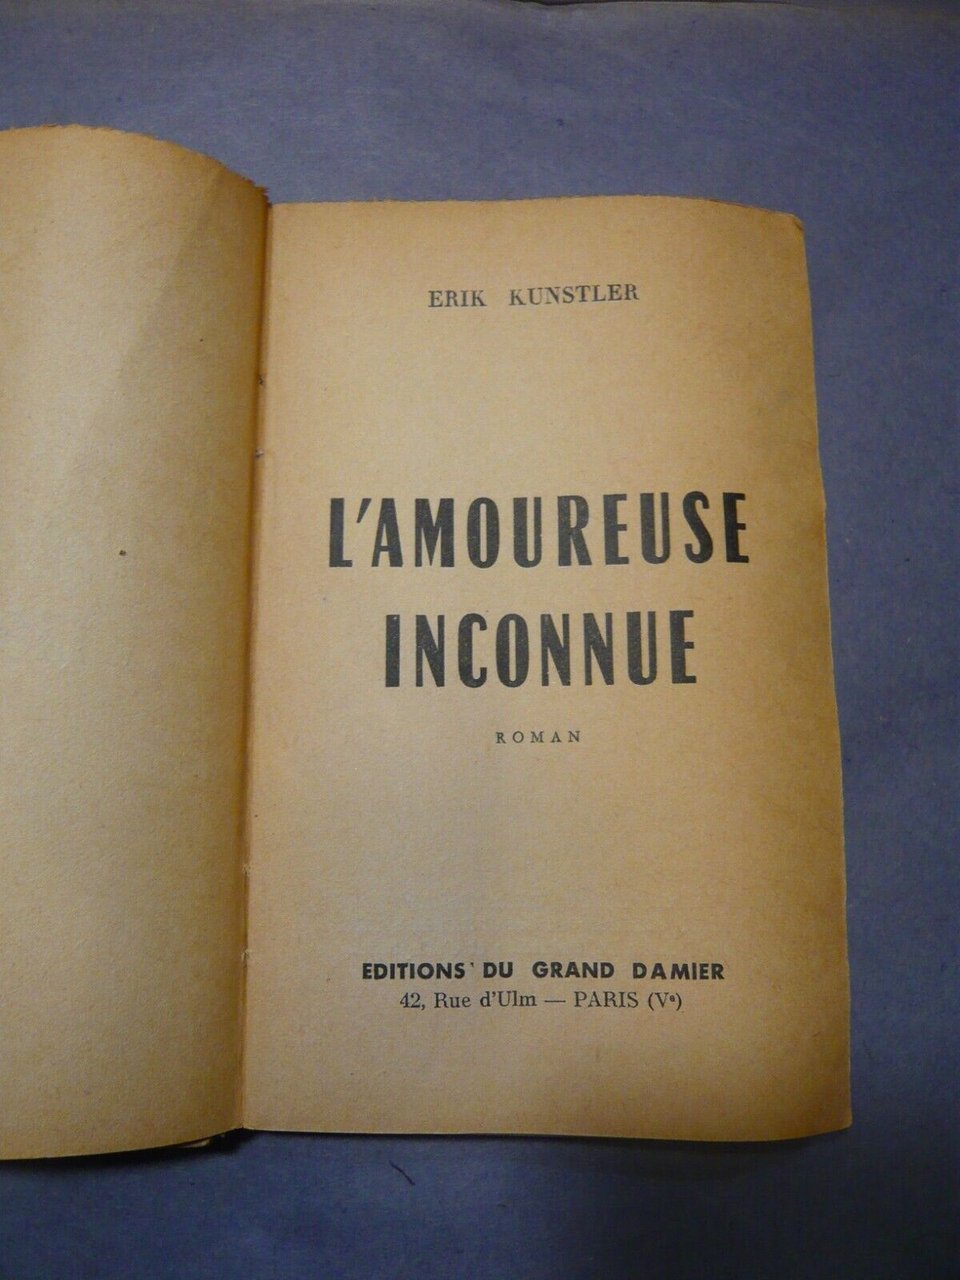 ERIK KUNSTLER
L'AMOUREUSE
INCONNUE
ROMAN
EDITIONS DU GRAND DAMIER
42, Rue d'Ulm — PARIS (Vᵉ)